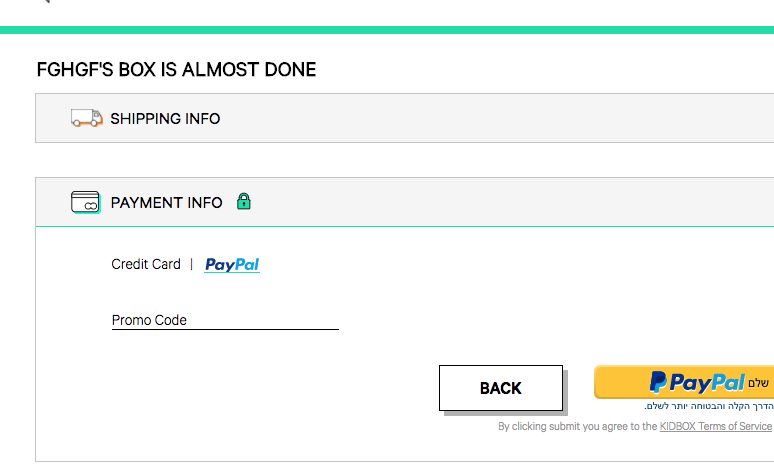 FGHGF'S BOX IS ALMOST DONE
SHIPPING INFO
PAYMENT INFO
Credit Card | PayPal
Promo Code
BACK
שלם PayPal
הדרך הקלה והבטוחה יותר לשלם.
By clicking submit you agree to the KIDBOX Terms of Service